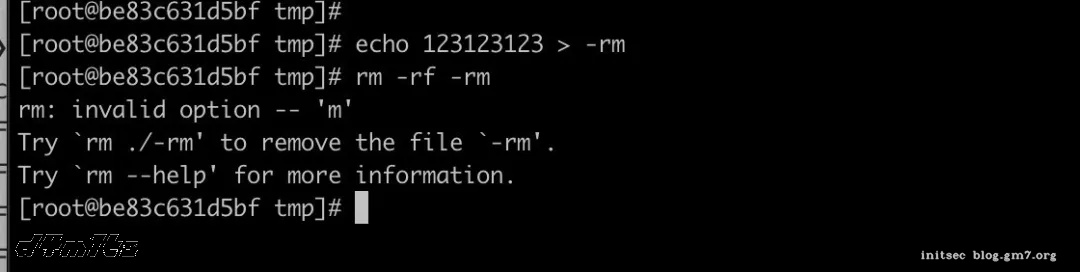 [root@be83c631d5bf tmp]#
[root@be83c631d5bf tmp]# echo 123123123 > -rm
[root@be83c631d5bf tmp]# rm -rf -rm
rm: invalid option -- 'm'
Try `rm ./-rm' to remove the file `-rm'.
Try `rm --help' for more information.
[root@be83c631d5bf tmp]#
d4m1ts
initsec blog.gm7.org